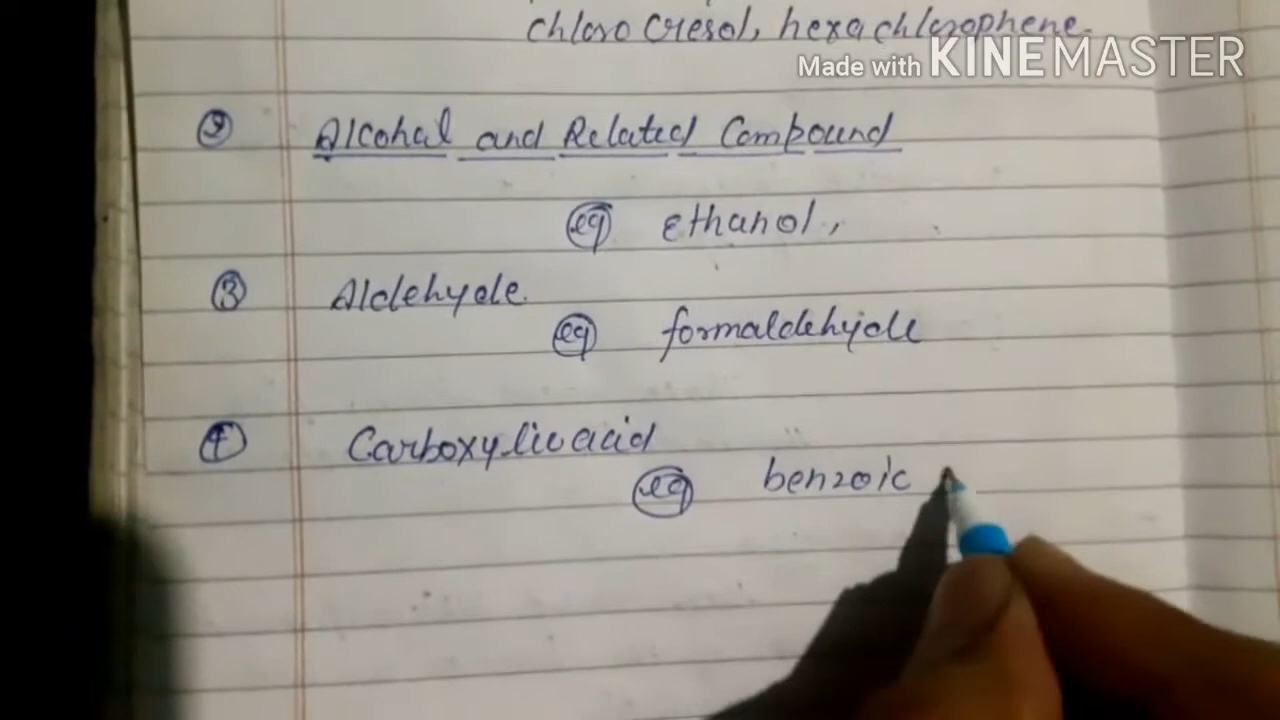 chloro cresol, hexachlorophene.
Made with KINEMASTER
② Alcohal and Related Compound
eg ethanol,
③ Aldehyde.
eg formaldehyde
④ Carboxylic acid
eg benzoic